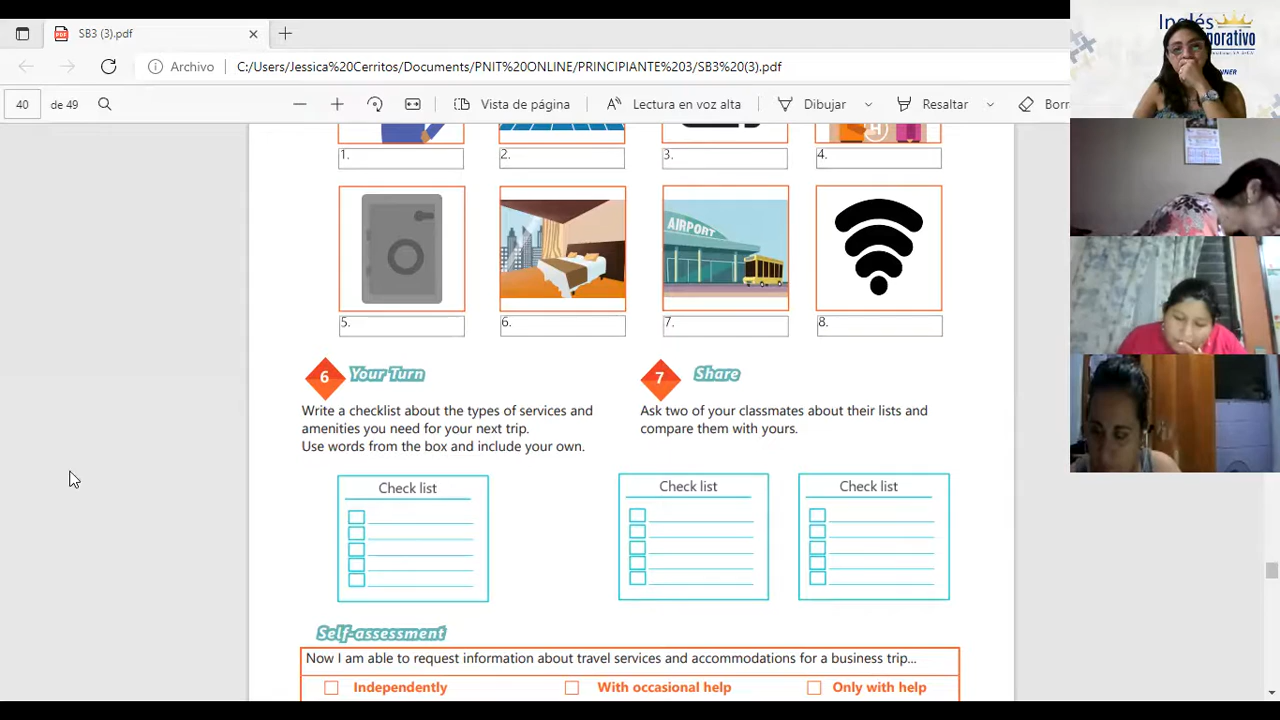 SB3 (3).pdf
Archivo
C:/Users/Jessica%20Cerritos/Documents/PNIT%20ONLINE/PRINCIPIANTE%203/SB3%20(3).pdf
40 de 49
Vista de página
Lectura en voz alta
Dibujar
Resaltar
Borr
Inglés
porativo
1.
2.
3.
4.
H
AIRPORT
5.
6.
7.
8.
6 Your Turn
Write a checklist about the types of services and
amenities you need for your next trip.
Use words from the box and include your own.
Check list
7 Share
Ask two of your classmates about their lists and
compare them with yours.
Check list
Check list
Self-assessment
Now I am able to request information about travel services and accommodations for a business trip...
Independently
With occasional help
Only with help